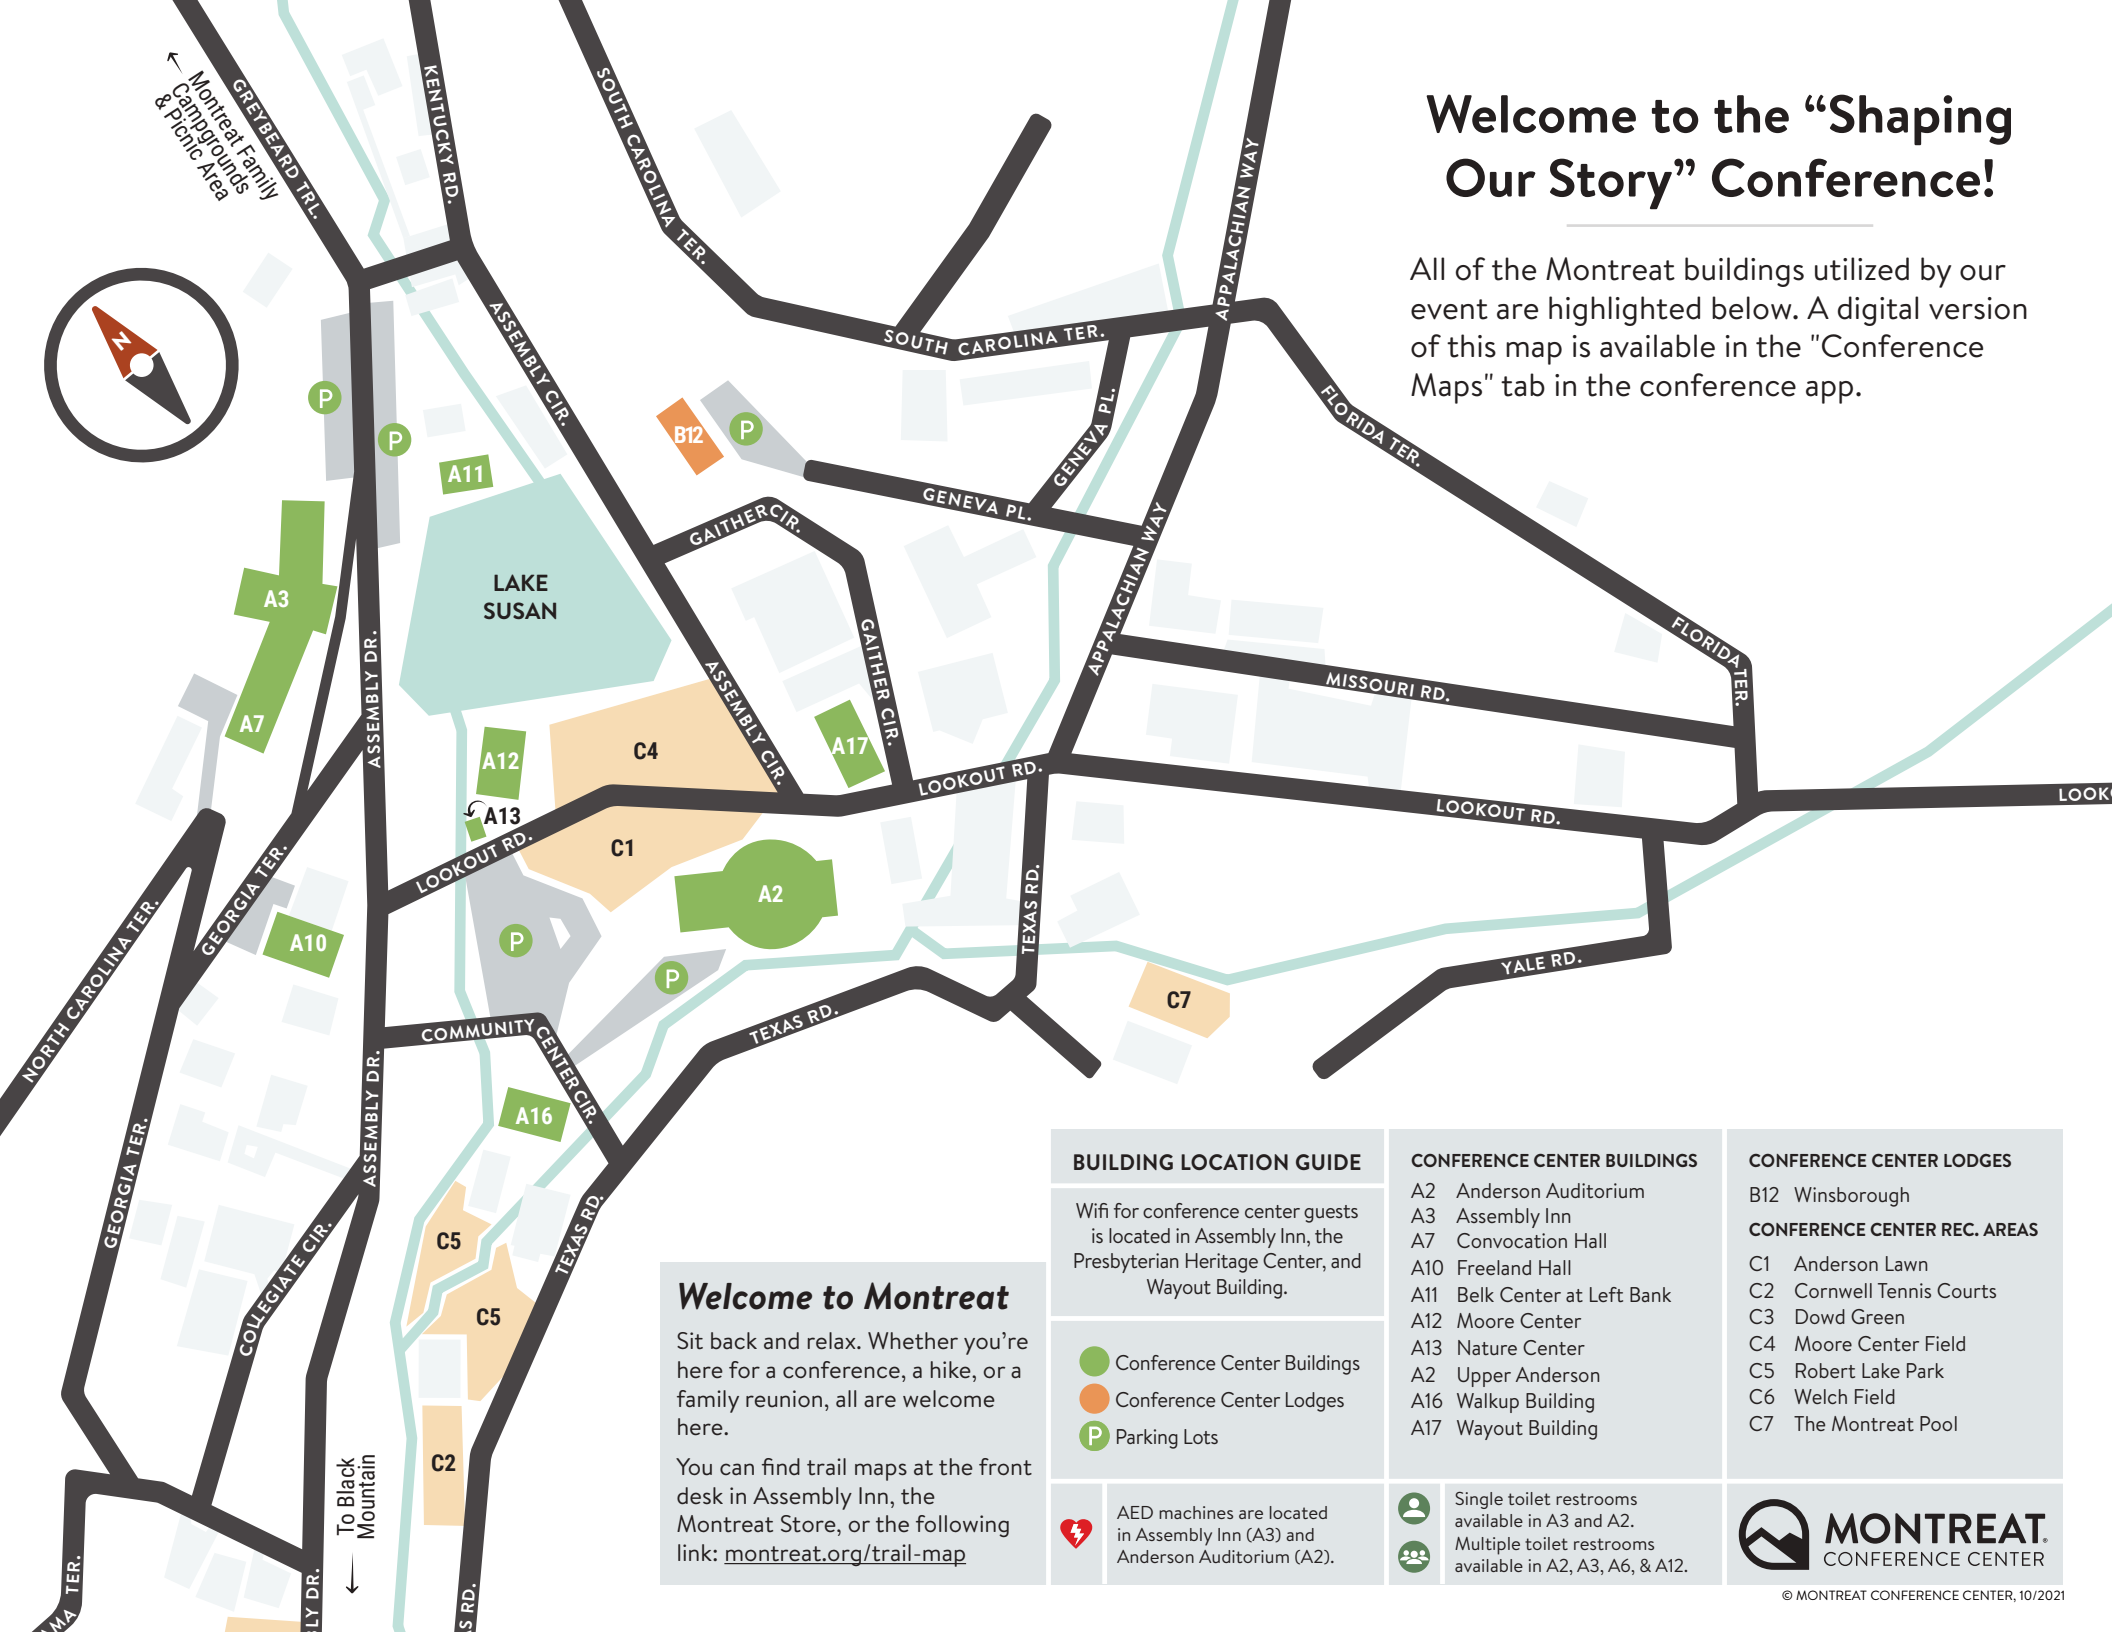 Welcome to the “Shaping
Our Story” Conference!
All of the Montreat buildings utilized by our
event are highlighted below. A digital version
of this map is available in the "Conference
Maps" tab in the conference app.
Montreat Family
Campgrounds
& Picnic Area
GREYBEARD TRL.
KENTUCKY RD.
SOUTH CAROLINA TER.
APPALACHIAN WAY
N
ASSEMBLY CIR.
SOUTH CAROLINA TER.
FLORIDA TER.
P
P
B12
P
A11
GENEVA PL.
GENEVA PL.
GAITHER CIR.
APPALACHIAN WAY
LAKE
SUSAN
A3
A7
ASSEMBLY DR.
ASSEMBLY CIR.
GAITHER CIR.
FLORIDA TER.
MISSOURI RD.
A12
C4
A17
LOOKOUT RD.
LOOKOUT RD.
LOOKO
A13
LOOKOUT RD.
C1
A2
GEORGIA TER.
NORTH CAROLINA TER.
A10
P
P
TEXAS RD.
YALE RD.
C7
COMMUNITY CENTER CIR.
TEXAS RD.
ASSEMBLY DR.
A16
GEORGIA TER.
COLLEGIATE CIR.
C5
C5
TEXAS RD.
C2
To Black
Mountain
MA TER.
BLY DR.
S RD.
Welcome to Montreat
Sit back and relax. Whether you’re
here for a conference, a hike, or a
family reunion, all are welcome
here.
You can find trail maps at the front
desk in Assembly Inn, the
Montreat Store, or the following
link: montreat.org/trail-map
BUILDING LOCATION GUIDE
Wifi for conference center guests
is located in Assembly Inn, the
Presbyterian Heritage Center, and
Wayout Building.
Conference Center Buildings
Conference Center Lodges
P Parking Lots
AED machines are located
in Assembly Inn (A3) and
Anderson Auditorium (A2).
CONFERENCE CENTER BUILDINGS
A2 Anderson Auditorium
A3 Assembly Inn
A7 Convocation Hall
A10 Freeland Hall
A11 Belk Center at Left Bank
A12 Moore Center
A13 Nature Center
A2 Upper Anderson
A16 Walkup Building
A17 Wayout Building
Single toilet restrooms
available in A3 and A2.
Multiple toilet restrooms
available in A2, A3, A6, & A12.
CONFERENCE CENTER LODGES
B12 Winsborough
CONFERENCE CENTER REC. AREAS
C1 Anderson Lawn
C2 Cornwell Tennis Courts
C3 Dowd Green
C4 Moore Center Field
C5 Robert Lake Park
C6 Welch Field
C7 The Montreat Pool
MONTREAT®
CONFERENCE CENTER
© MONTREAT CONFERENCE CENTER, 10/2021